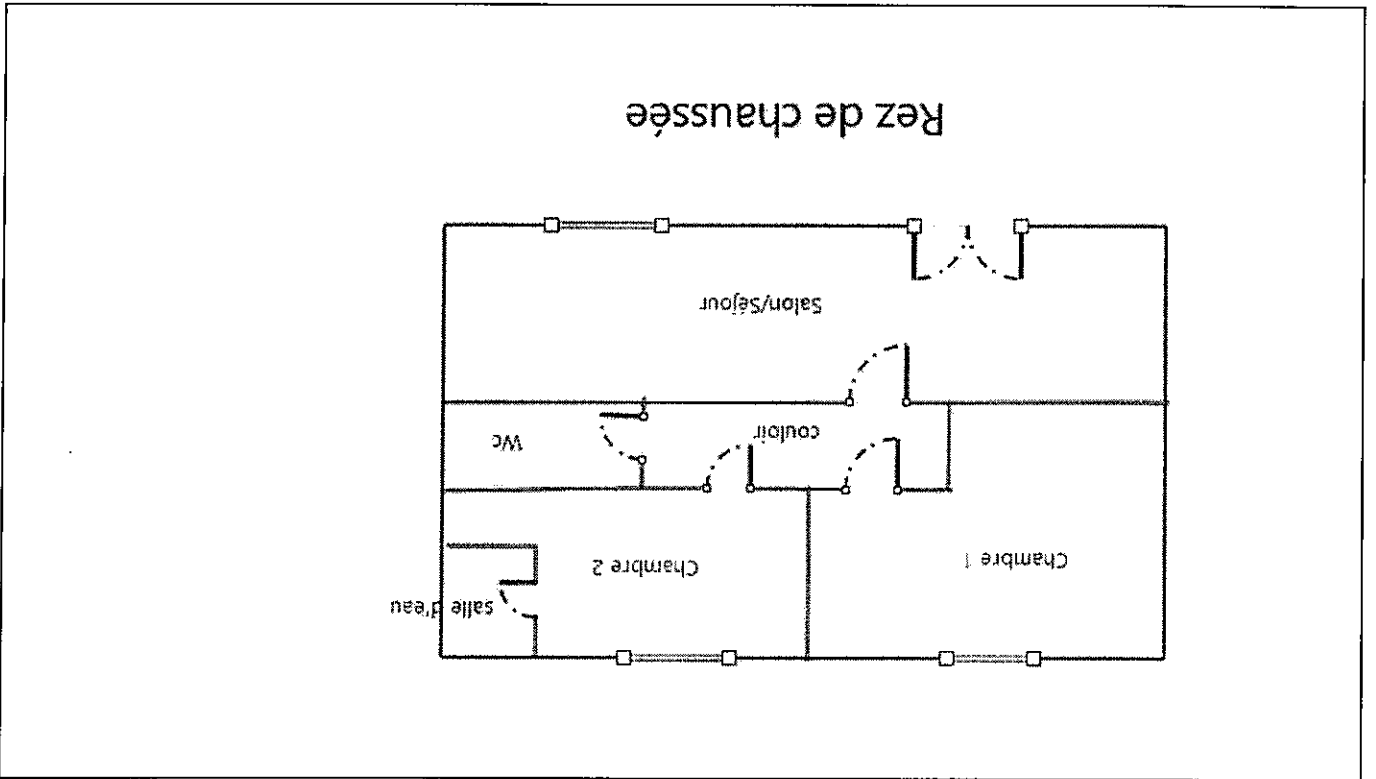 salle d'eau
Chambre 1
Chambre 2
couloir
Wc
Salon/Séjour
Rez de chaussée